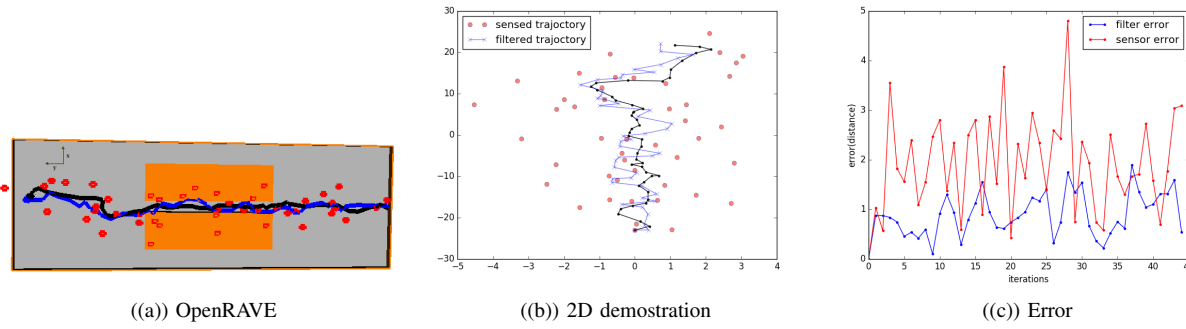 x
y
((a)) OpenRAVE
30
20
10
0
−10
−20
−30
−5 −4 −3 −2 −1 0 1 2 3 4
sensed trajectory
filtered trajoctory
((b)) 2D demostration
5
4
3
2
1
0
error(distance)
0 5 10 15 20 25 30 35 40 45
iterations
filter error
sensor error
((c)) Error